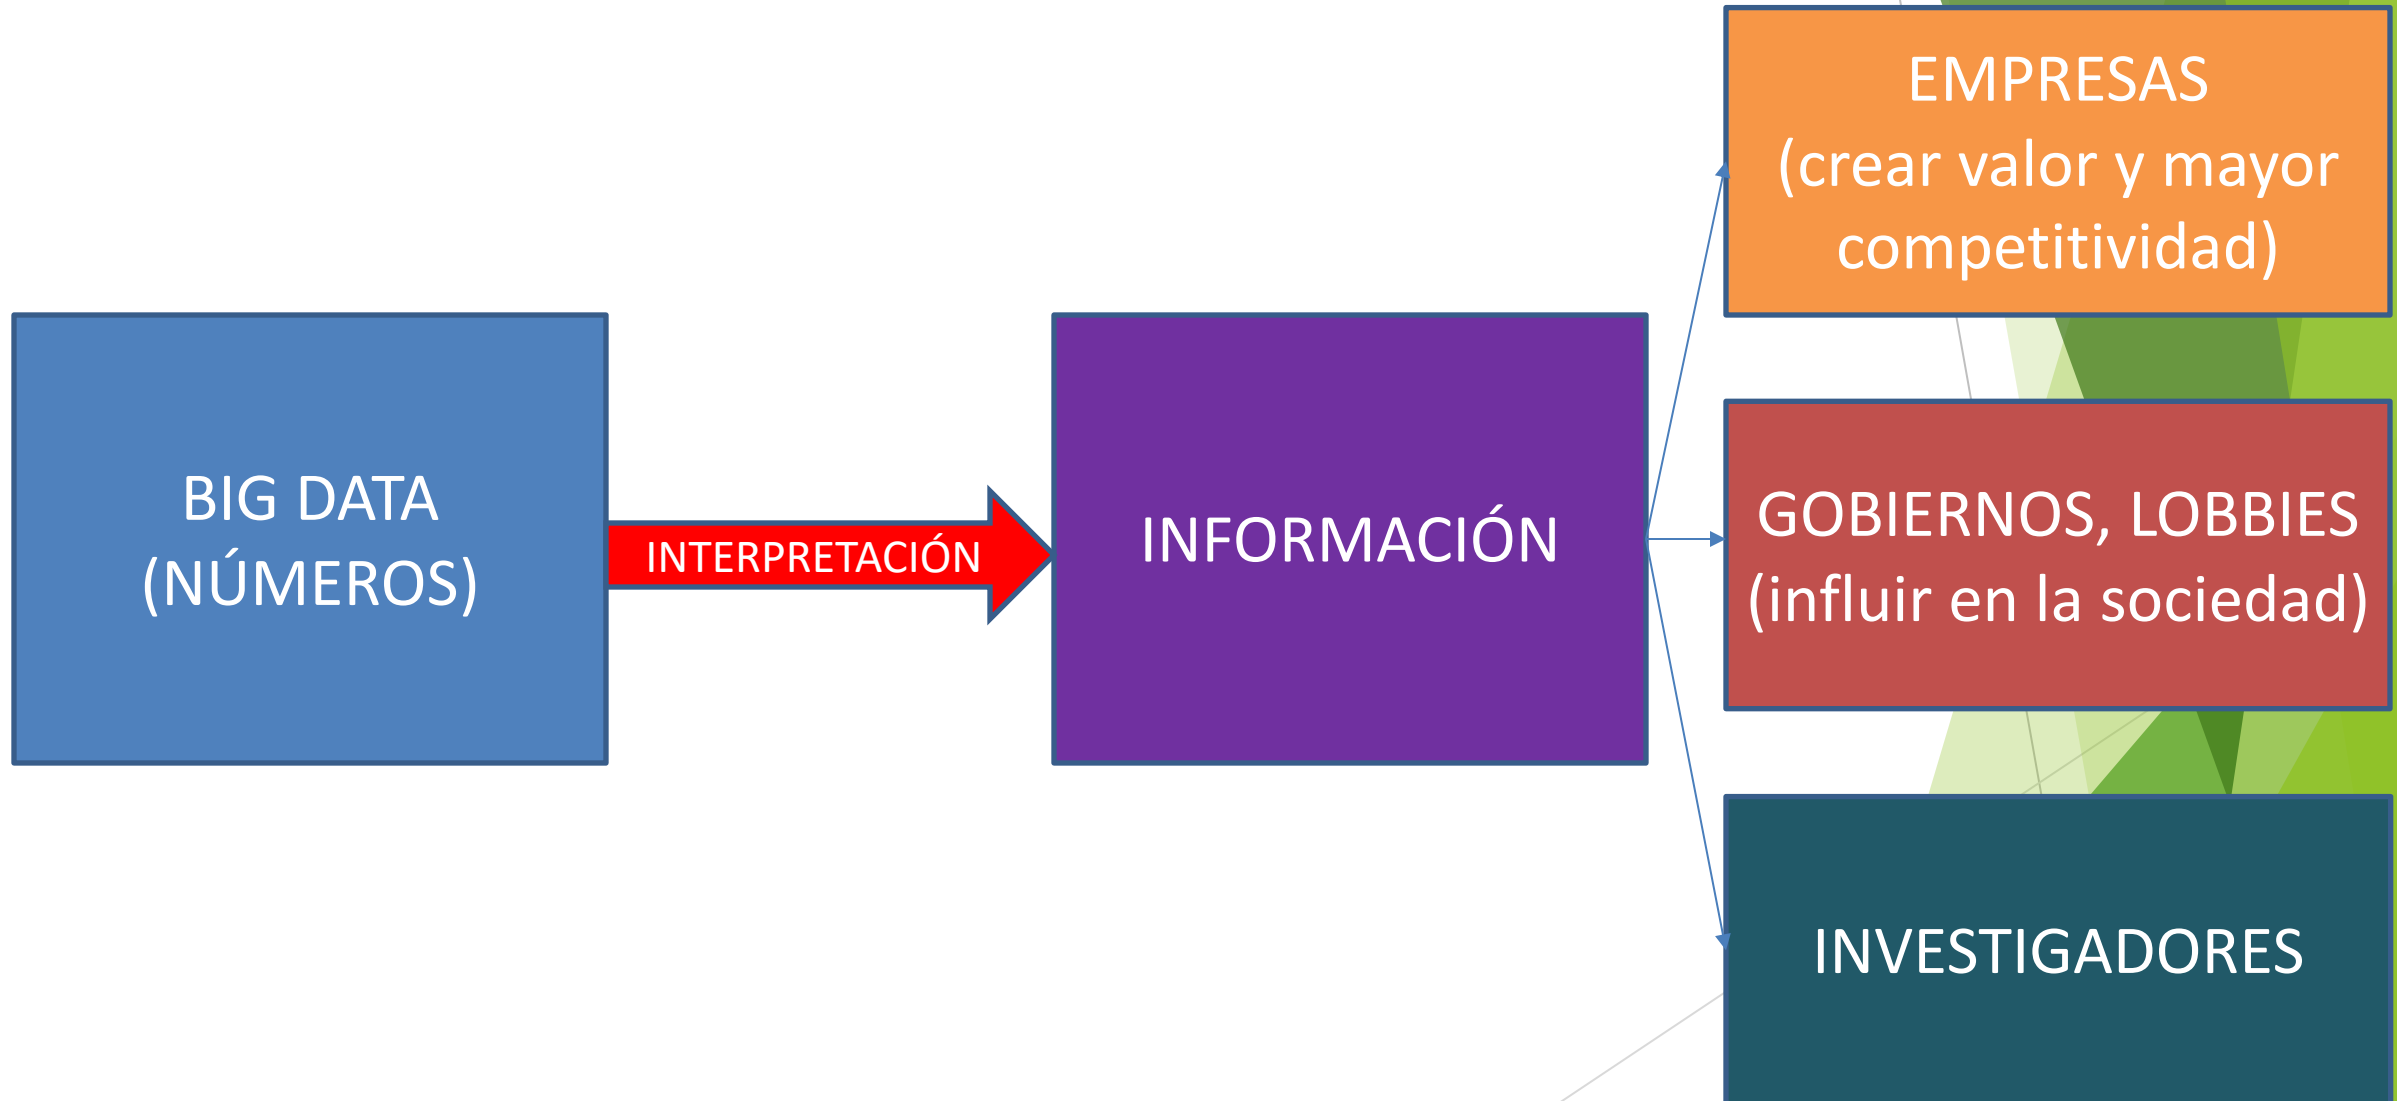 BIG DATA
(NÚMEROS)
INTERPRETACIÓN
INFORMACIÓN
EMPRESAS
(crear valor y mayor
competitividad)
GOBIERNOS, LOBBIES
(influir en la sociedad)
INVESTIGADORES